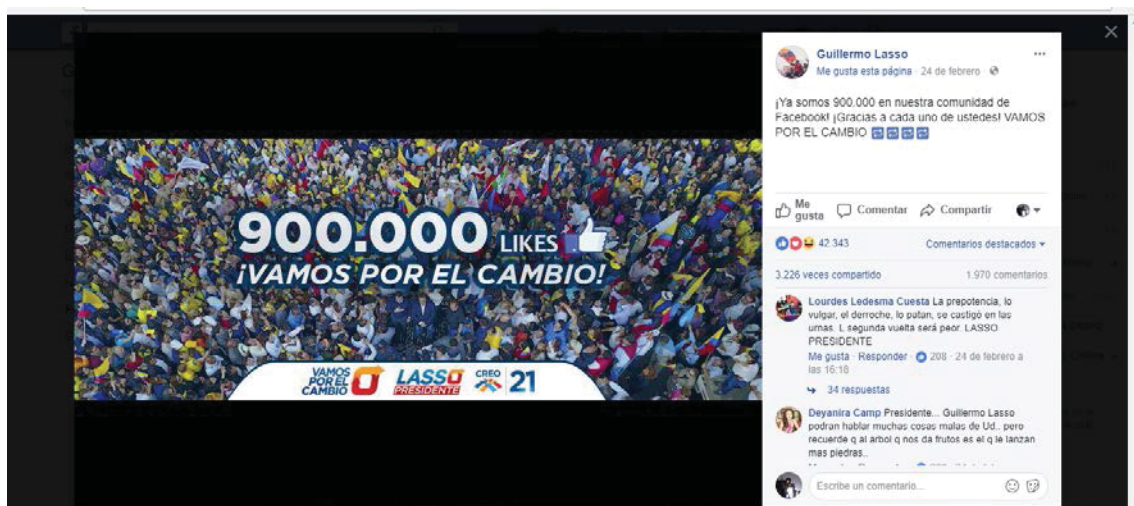 900.000 LIKES
¡VAMOS POR EL CAMBIO!
VAMOS
POR EL
CAMBIO
LASSO
PRESIDENTE
CREO
21
Guillermo Lasso
Me gusta esta página · 24 de febrero
¡Ya somos 900.000 en nuestra comunidad de
Facebook! ¡Gracias a cada uno de ustedes! VAMOS
POR EL CAMBIO
Me gusta Comentar Compartir
42.343 Comentarios destacados
3.226 veces compartido 1.970 comentarios
Lourdes Ledesma Cuesta La prepotencia, lo
vulgar, el derroche, lo patan, se castigó en las
urnas. L segunda vuelta será peor. LASSO
PRESIDENTE
Me gusta · Responder · 208 · 24 de febrero a
las 16:18
34 respuestas
Deyanira Camp Presidente... Guillermo Lasso
podran hablar muchas cosas malas de Ud.. pero
recuerde q al arbol q nos da frutos es el q le lanzan
mas piedras..
Escribe un comentario...